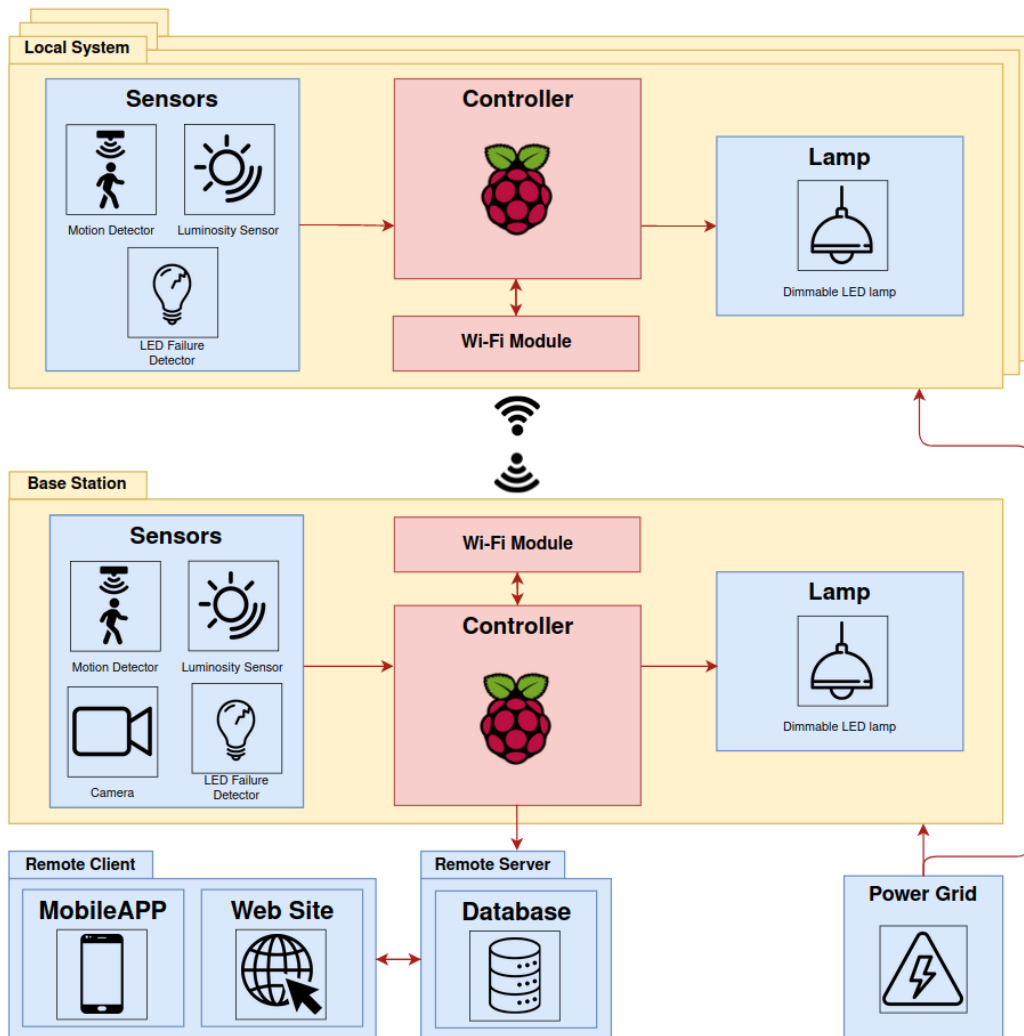 Local System
Sensors
Motion Detector
Luminosity Sensor
LED Failure
Detector
Controller
Wi-Fi Module
Lamp
Dimmable LED lamp
Base Station
Sensors
Motion Detector
Luminosity Sensor
Camera
LED Failure
Detector
Wi-Fi Module
Controller
Lamp
Dimmable LED lamp
Remote Client
MobileAPP
Web Site
Remote Server
Database
Power Grid